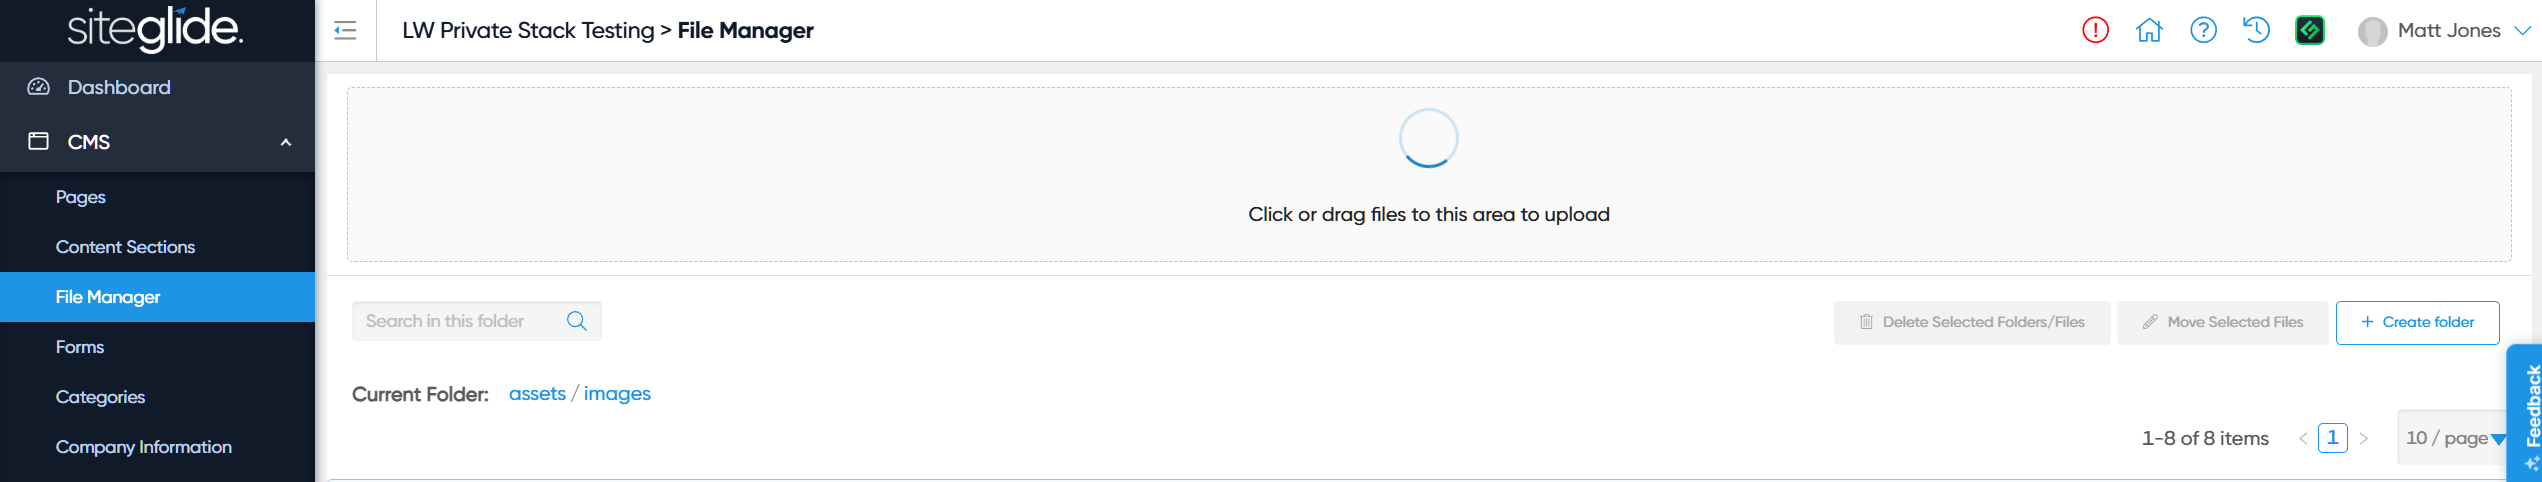 siteglide.
LW Private Stack Testing > File Manager
Matt Jones
Dashboard
CMS
Pages
Content Sections
File Manager
Forms
Categories
Company Information
Click or drag files to this area to upload
Search in this folder
Delete Selected Folders/Files
Move Selected Files
+ Create folder
Current Folder: assets / images
1-8 of 8 items < 1 > 10 / page
Feedback